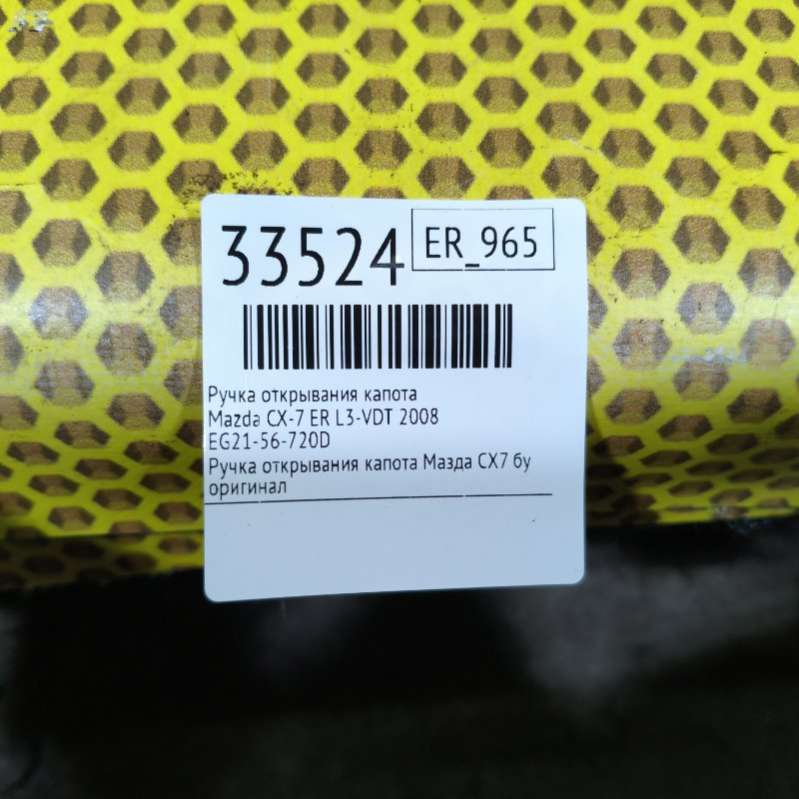 33524
ER_965
Ручка открывания капота
Mazda CX-7 ER L3-VDT 2008
EG21-56-720D
Ручка открывания капота Мазда СХ7 бу
оригинал